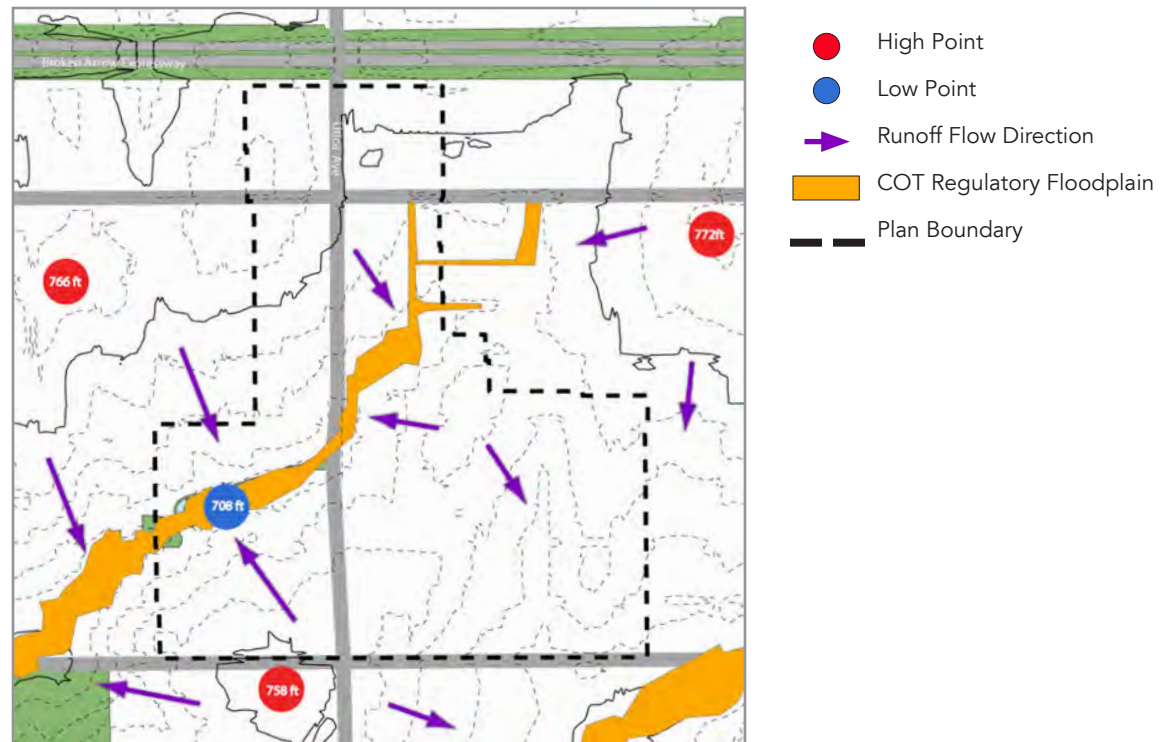 Broken Arrow Expressway
Utica Ave
772ft
766 ft
708 ft
758 ft
High Point
Low Point
Runoff Flow Direction
COT Regulatory Floodplain
Plan Boundary